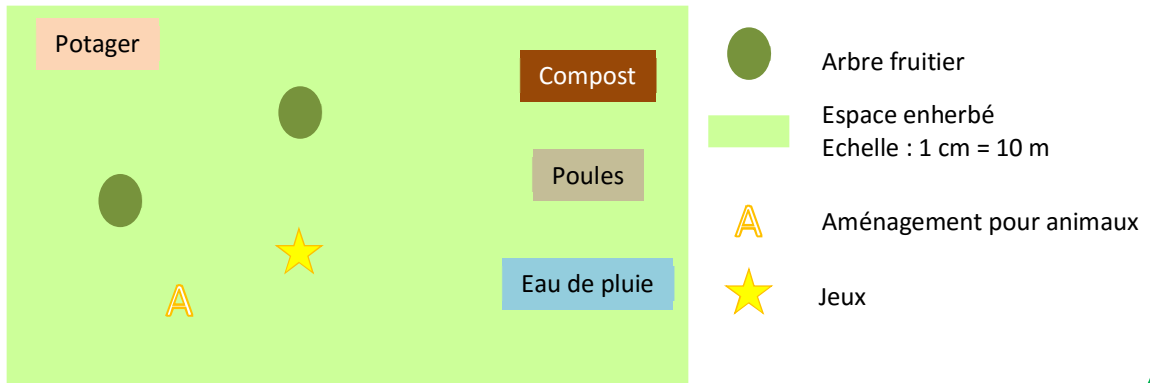 Potager
Compost
Poules
Eau de pluie
A
Arbre fruitier
Espace enherbé
Echelle : 1 cm = 10 m
A
Aménagement pour animaux
Jeux